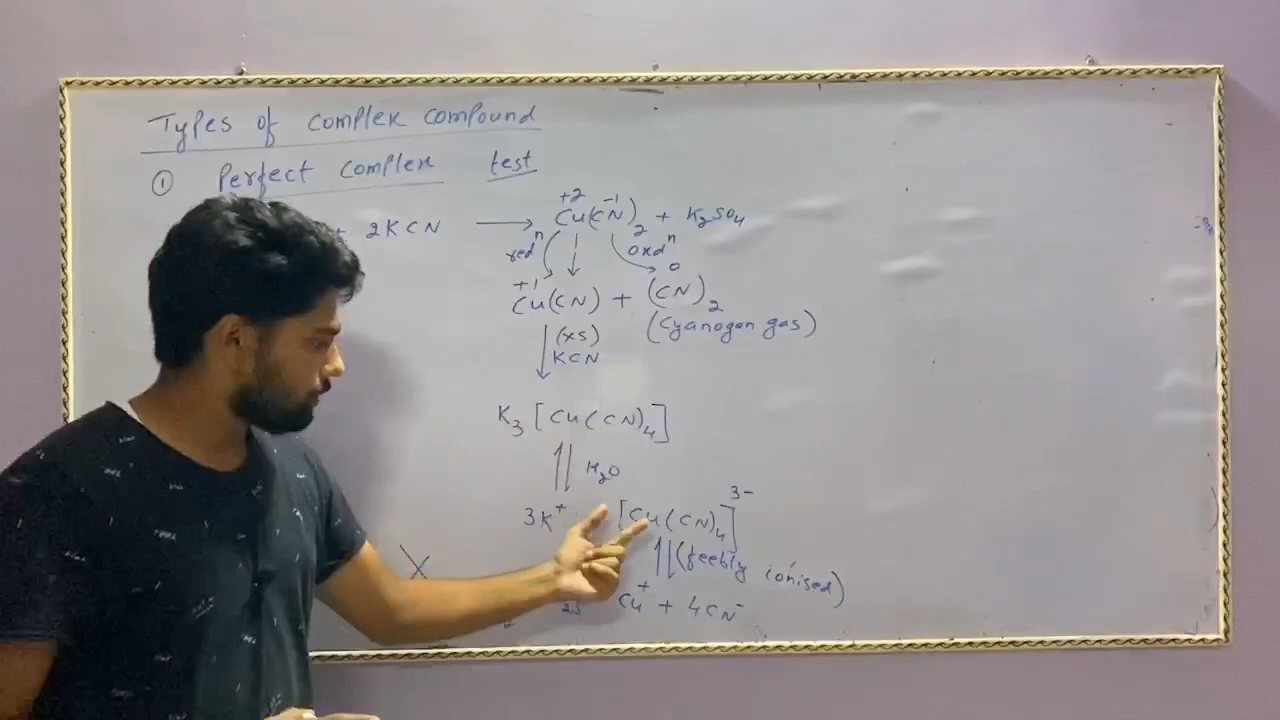 Types of complex compound
① Perfect complex test
+ 2KCN ⟶ Cu(CN)₂ + K₂SO₄
+2 -1
redⁿ oxdⁿ
+1 0
Cu(CN) + (CN)₂
(xs) (Cyanogen gas)
KCN
K₃[Cu(CN)₄]
⇌ H₂O
3K⁺ [Cu(CN)₄]³⁻
⇌ (feebly ionised)
Cu⁺ + 4CN⁻